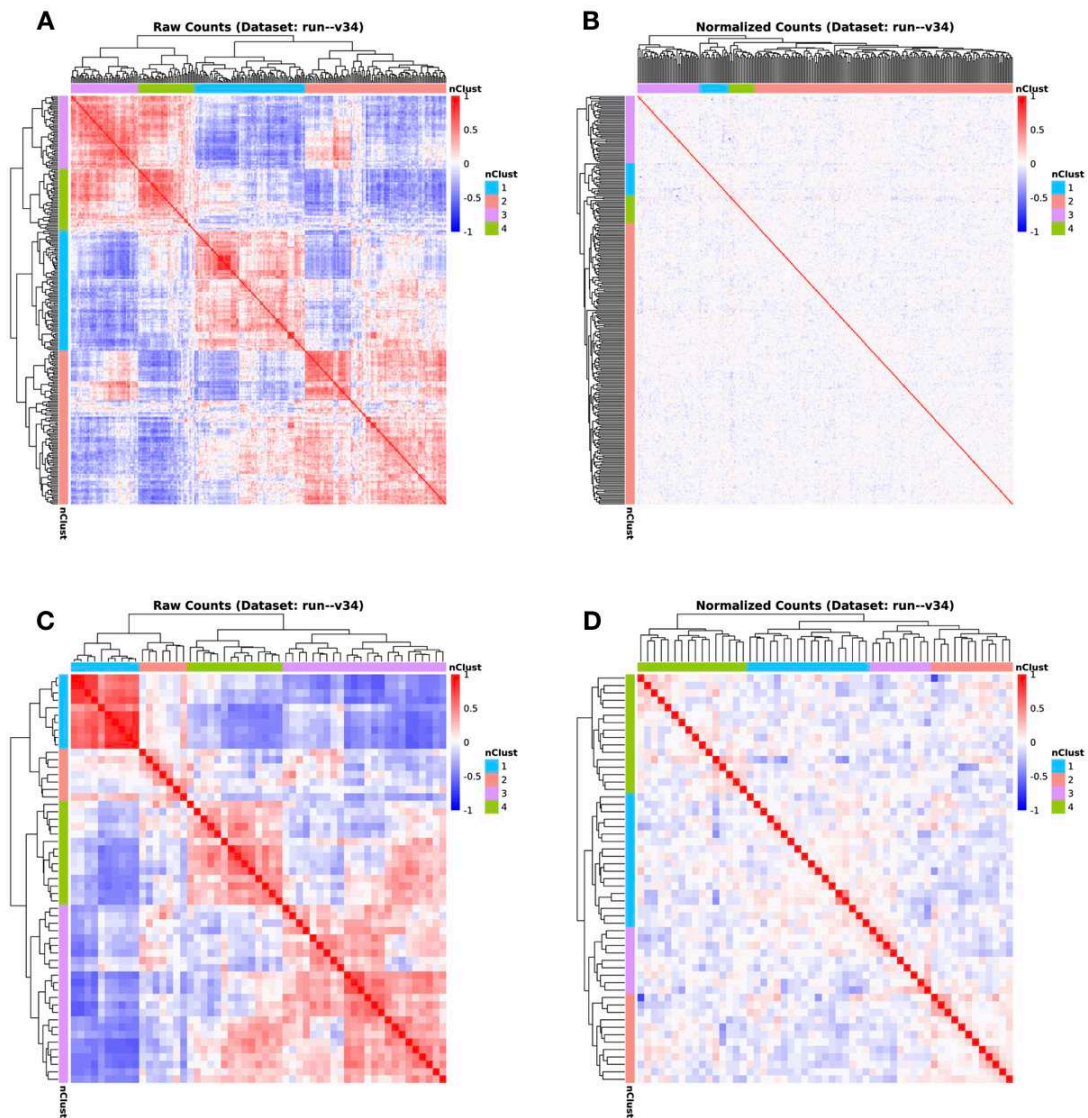 A
Raw Counts (Dataset: run--v34)
nClust
1
0.5
0
-0.5
-1
nClust
1
2
3
4
nClust
B
Normalized Counts (Dataset: run--v34)
nClust
1
0.5
0
-0.5
-1
nClust
1
2
3
4
nClust
C
Raw Counts (Dataset: run--v34)
nClust
1
0.5
0
-0.5
-1
nClust
1
2
3
4
nClust
D
Normalized Counts (Dataset: run--v34)
nClust
1
0.5
0
-0.5
-1
nClust
1
2
3
4
nClust